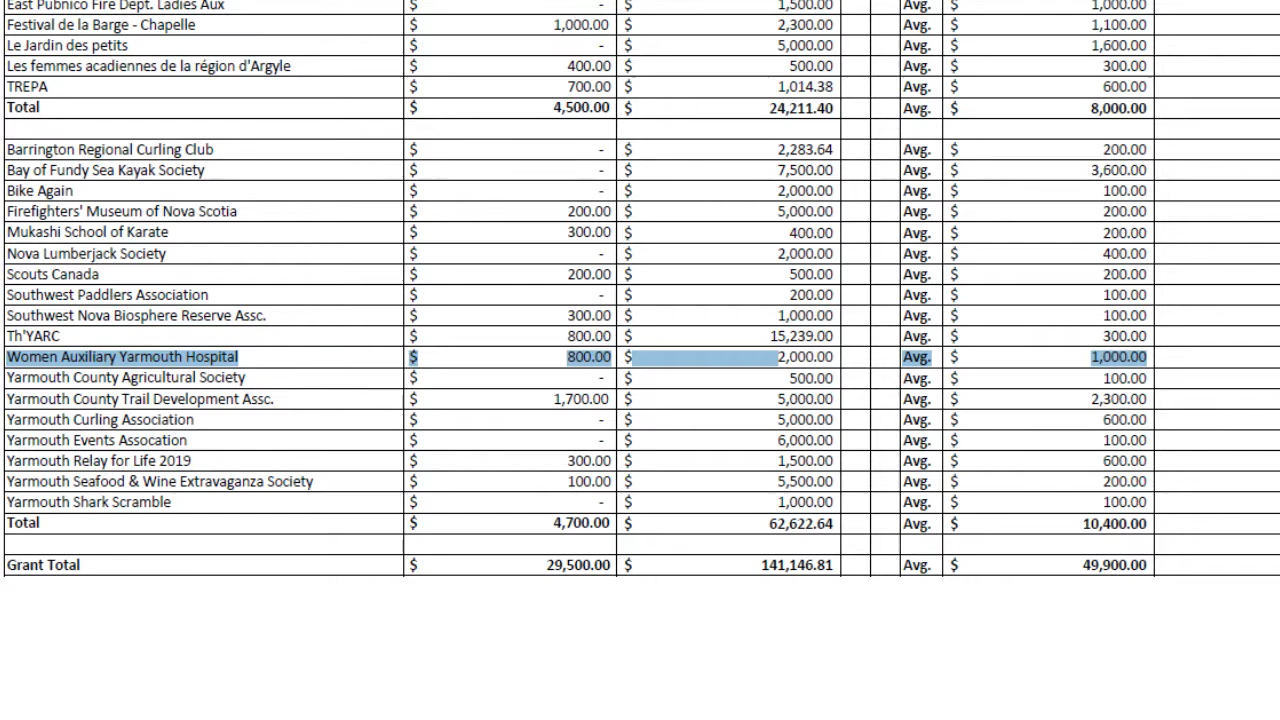 East Pubnico Fire Dept. Ladies Aux $ - $ 1,500.00 Avg. $ 1,000.00
Festival de la Barge - Chapelle $ 1,000.00 $ 2,300.00 Avg. $ 1,100.00
Le Jardin des petits $ - $ 5,000.00 Avg. $ 1,600.00
Les femmes acadiennes de la région d'Argyle $ 400.00 $ 500.00 Avg. $ 300.00
TREPA $ 700.00 $ 1,014.38 Avg. $ 600.00
Total $ 4,500.00 $ 24,211.40 Avg. $ 8,000.00
Barrington Regional Curling Club $ - $ 2,283.64 Avg. $ 200.00
Bay of Fundy Sea Kayak Society $ - $ 7,500.00 Avg. $ 3,600.00
Bike Again $ - $ 2,000.00 Avg. $ 100.00
Firefighters' Museum of Nova Scotia $ 200.00 $ 5,000.00 Avg. $ 200.00
Mukashi School of Karate $ 300.00 $ 400.00 Avg. $ 200.00
Nova Lumberjack Society $ - $ 2,000.00 Avg. $ 400.00
Scouts Canada $ 200.00 $ 500.00 Avg. $ 200.00
Southwest Paddlers Association $ - $ 200.00 Avg. $ 100.00
Southwest Nova Biosphere Reserve Assc. $ 300.00 $ 1,000.00 Avg. $ 100.00
Th'YARC $ 800.00 $ 15,239.00 Avg. $ 300.00
Women Auxiliary Yarmouth Hospital $ 800.00 $ 2,000.00 Avg. $ 1,000.00
Yarmouth County Agricultural Society $ - $ 500.00 Avg. $ 100.00
Yarmouth County Trail Development Assc. $ 1,700.00 $ 5,000.00 Avg. $ 2,300.00
Yarmouth Curling Association $ - $ 5,000.00 Avg. $ 600.00
Yarmouth Events Assocation $ - $ 6,000.00 Avg. $ 100.00
Yarmouth Relay for Life 2019 $ 300.00 $ 1,500.00 Avg. $ 600.00
Yarmouth Seafood & Wine Extravaganza Society $ 100.00 $ 5,500.00 Avg. $ 200.00
Yarmouth Shark Scramble $ - $ 1,000.00 Avg. $ 100.00
Total $ 4,700.00 $ 62,622.64 Avg. $ 10,400.00
Grant Total $ 29,500.00 $ 141,146.81 Avg. $ 49,900.00